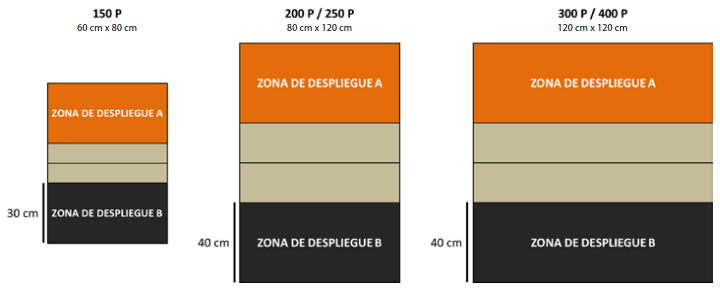 150 P
60 cm x 80 cm
ZONA DE DESPLIEGUE A
30 cm
ZONA DE DESPLIEGUE B
200 P / 250 P
80 cm x 120 cm
ZONA DE DESPLIEGUE A
40 cm
ZONA DE DESPLIEGUE B
300 P / 400 P
120 cm x 120 cm
ZONA DE DESPLIEGUE A
40 cm
ZONA DE DESPLIEGUE B